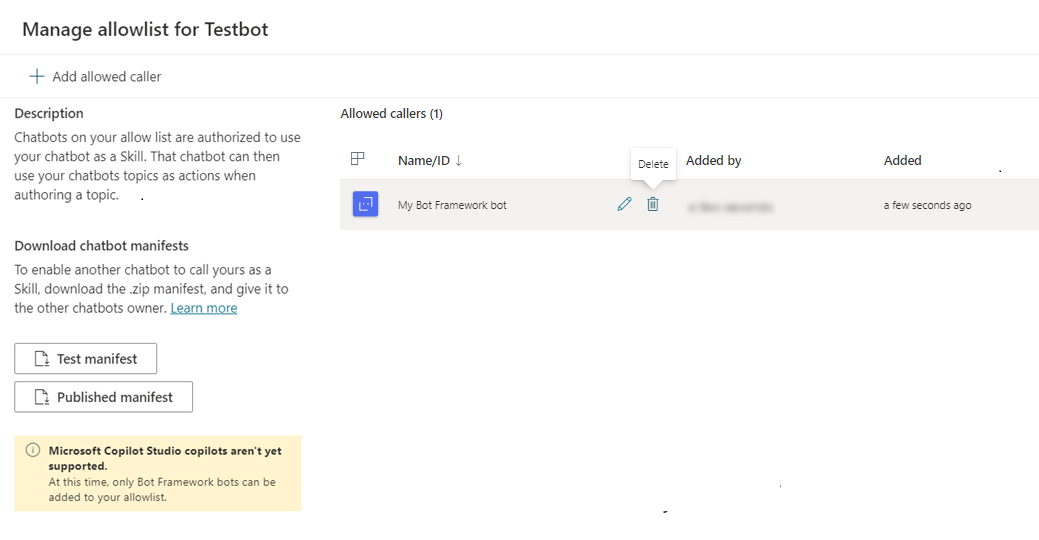 Manage allowlist for Testbot
Add allowed caller
Description
Chatbots on your allow list are authorized to use
your chatbot as a Skill. That chatbot can then
use your chatbots topics as actions when
authoring a topic.
Download chatbot manifests
To enable another chatbot to call yours as a
Skill, download the .zip manifest, and give it to
the other chatbots owner. Learn more
Test manifest
Published manifest
Microsoft Copilot Studio copilots aren't yet
supported.
At this time, only Bot Framework bots can be
added to your allowlist.
Allowed callers (1)
Name/ID ↓ Delete Added by Added
My Bot Framework bot a few seconds ago